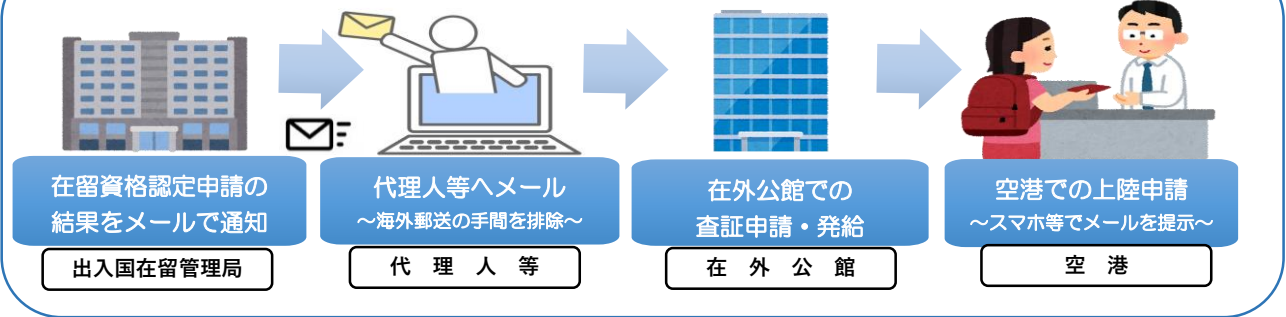 在留資格認定申請の
結果をメールで通知
出入国在留管理局
代理人等へメール
～海外郵送の手間を排除～
代 理 人 等
在外公館での
査証申請・発給
在 外 公 館
空港での上陸申請
～スマホ等でメールを提示～
空 港